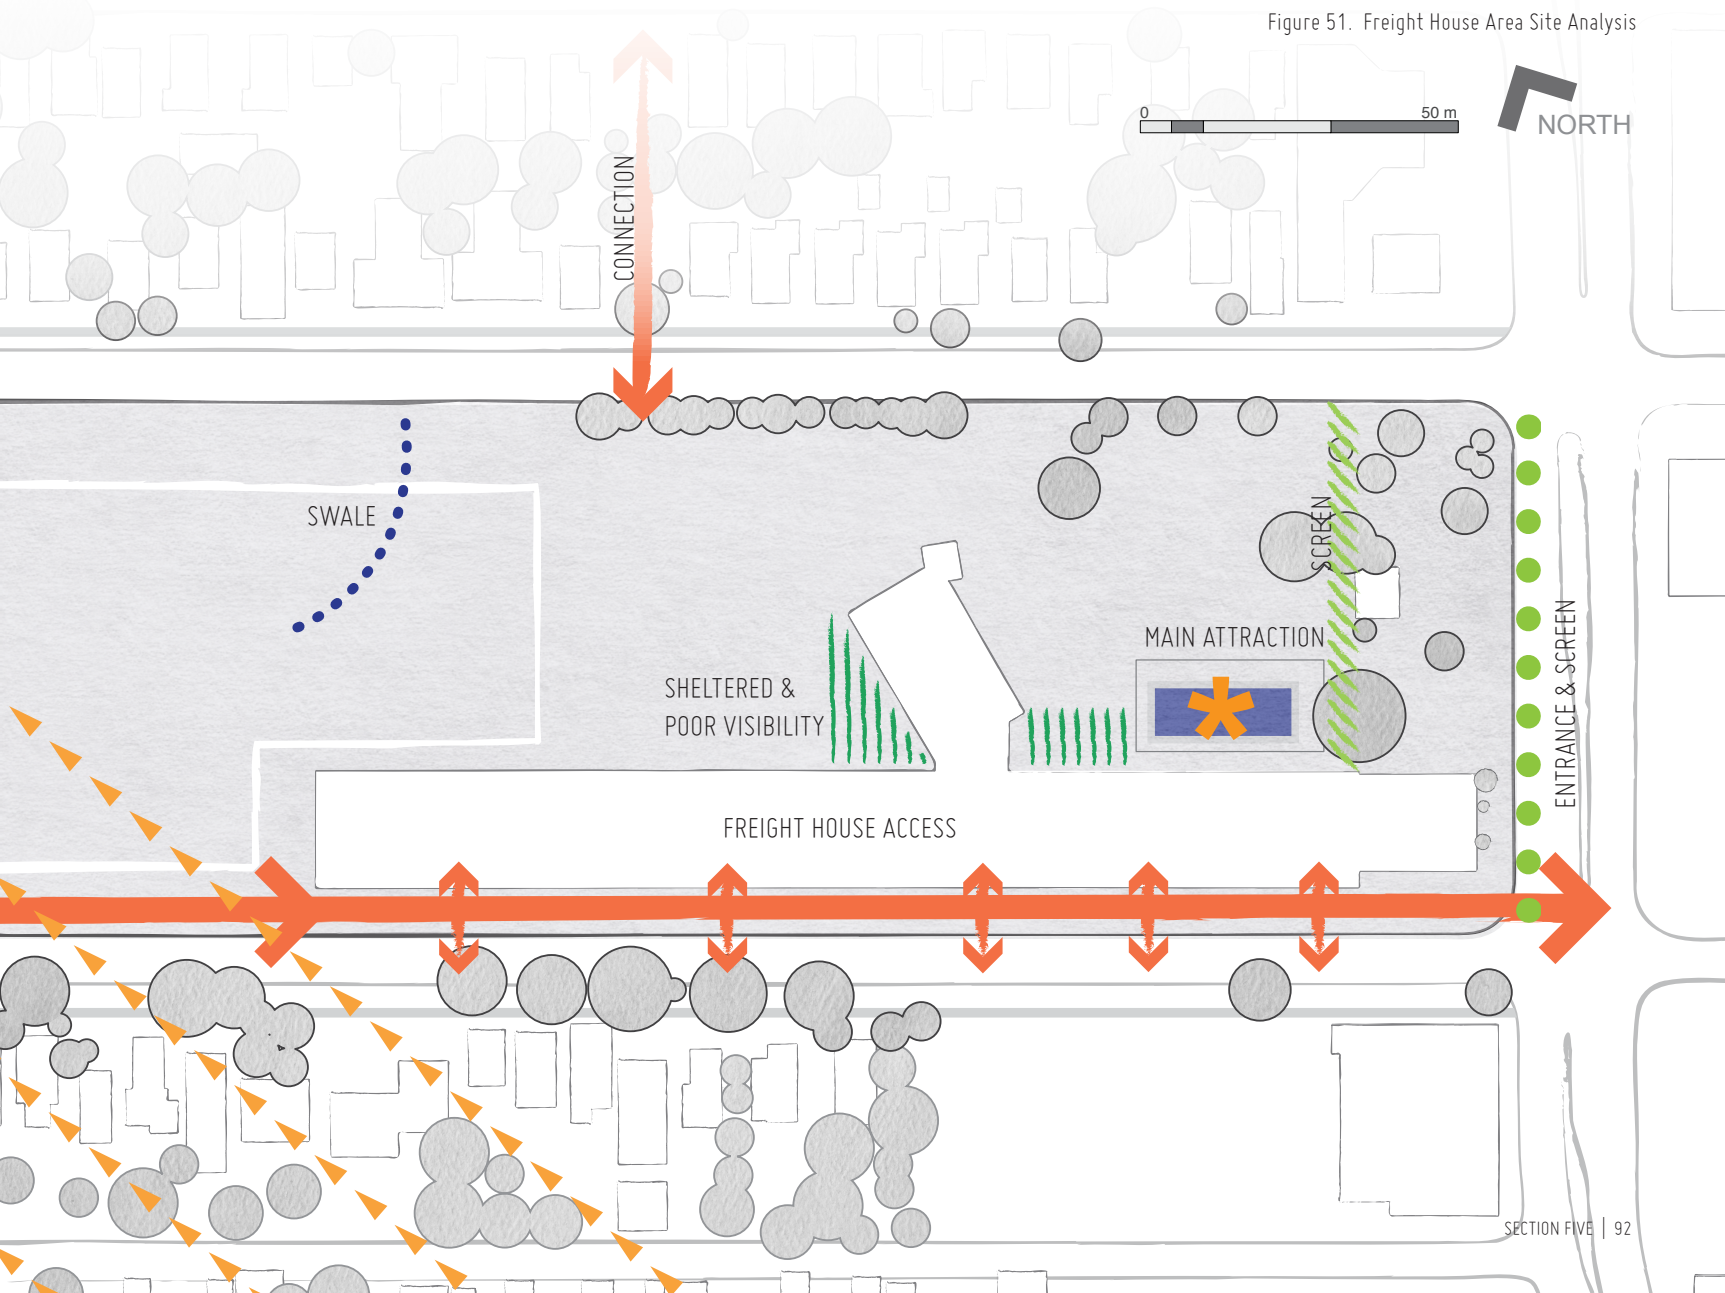 Figure 51.  Freight House Area Site Analysis
0
50 m
NORTH
CONNECTION
SWALE
SCREEN
MAIN ATTRACTION
ENTRANCE & SCREEN
SHELTERED &
POOR VISIBILITY
FREIGHT HOUSE ACCESS
SECTION FIVE | 92